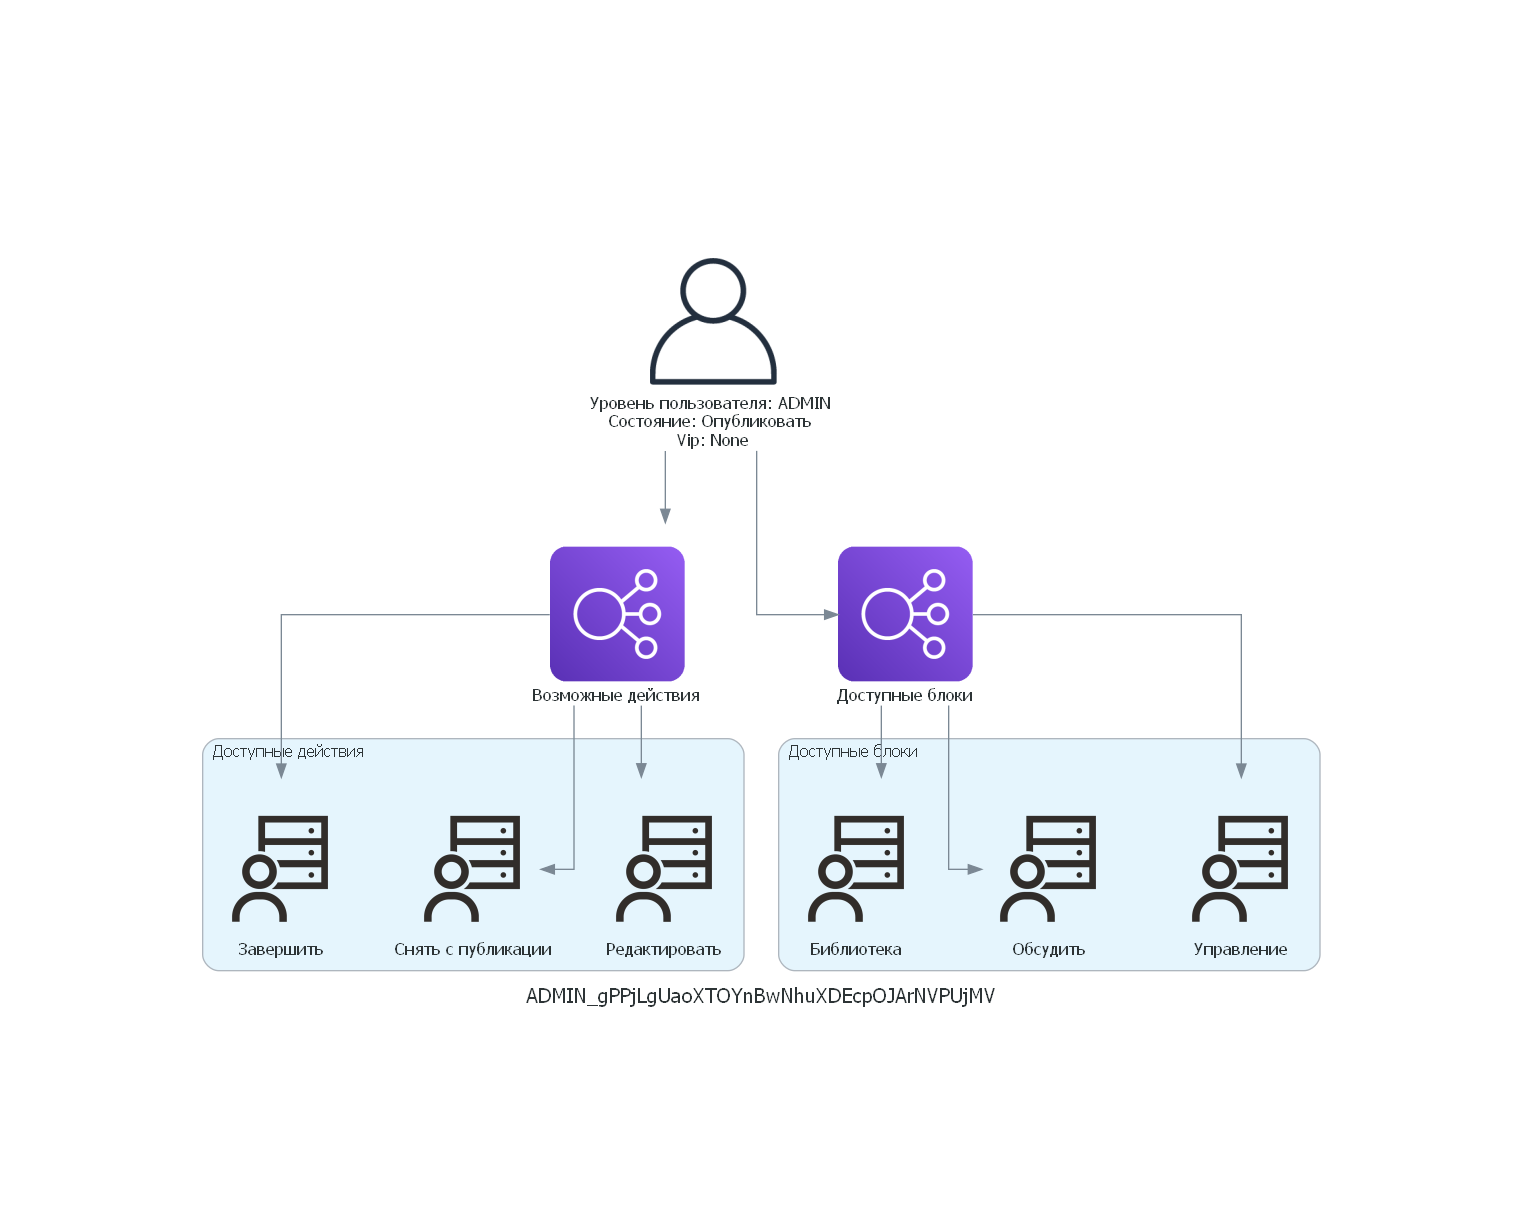 Уровень пользователя: ADMIN
Состояние: Опубликовать
Vip: None
Возможные действия
Доступные блоки
Доступные действия
Доступные блоки
Завершить
Снять с публикации
Редактировать
Библиотека
Обсудить
Управление
ADMIN_gPPjLgUaoXTOYnBwNhuXDEcpOJArNVPUjMV